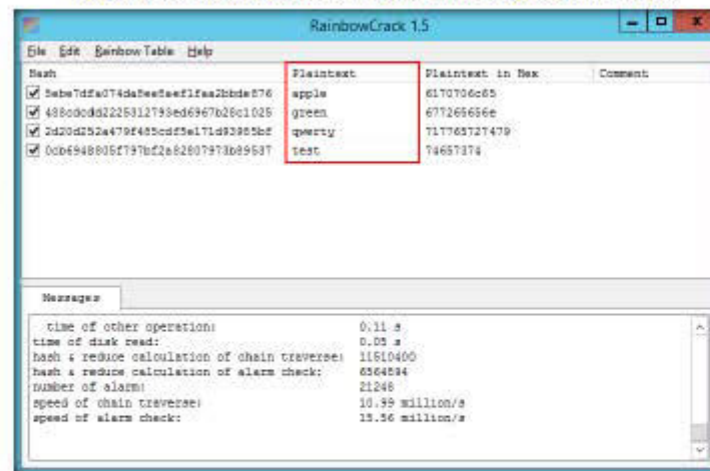 RainbowCrack 1.5
File Edit Rainbow Table Help
Hash Plaintext Plaintext in Hex Comment
5ebe7dfa074da8ee8aef1faa2bbde876 apple 6170706c65
488cdcdd2225312793ed6967b28c1025 green 677265656e
2d20d252a479f485cdf5e171d93985bf qwerty 717765727479
0cb6948805f797bf2a82807973b89537 test 74657374
Messages
time of other operation: 0.11 s
time of disk read: 0.05 s
hash & reduce calculation of chain traverse: 11510400
hash & reduce calculation of alarm check: 6564594
number of alarm: 21246
speed of chain traverse: 10.99 million/s
speed of alarm check: 15.56 million/s